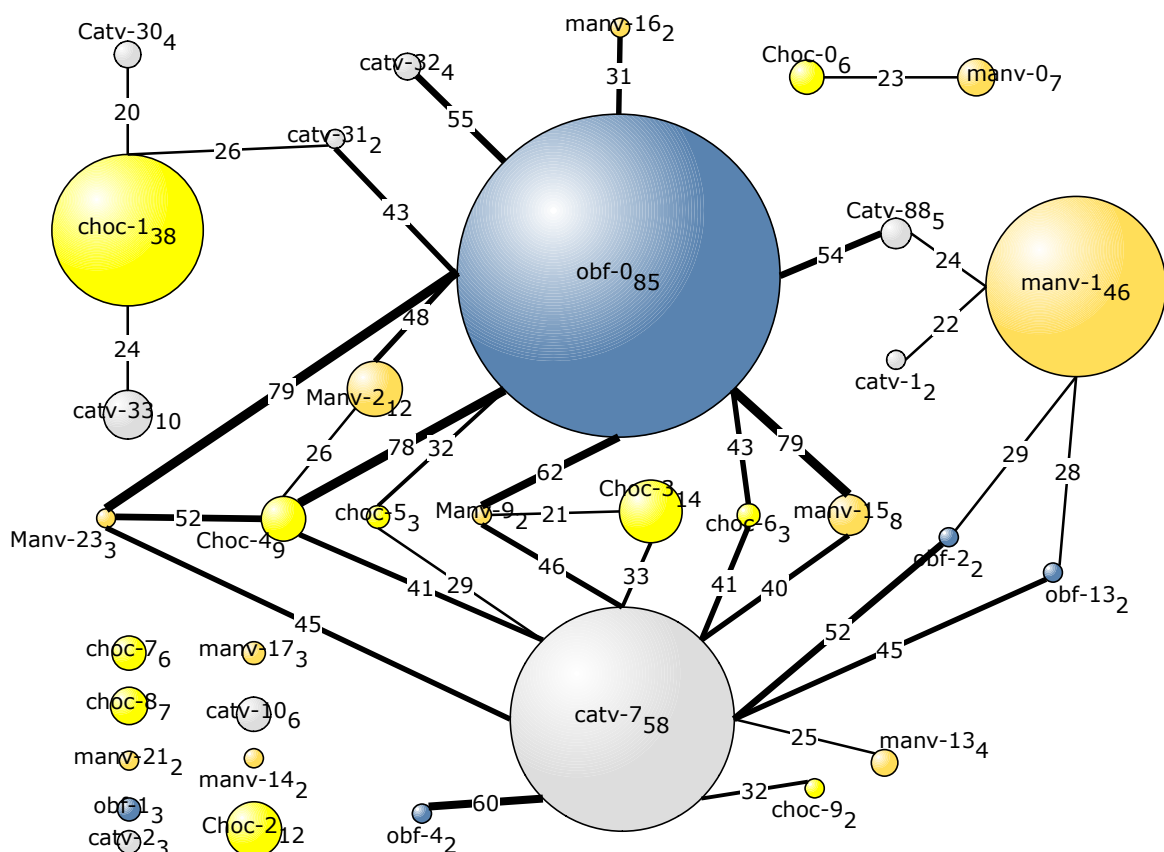 manv-16 2
Catv-30 4
catv-32 4
Choc-0 6
23
manv-0 7
31
20
55
catv-31 2
26
43
Catv-88 5
choc-1 38
54
24
obf-0 85
manv-1 46
48
22
24
79
catv-1 2
Manv-2 12
catv-33 10
26
78
32
43
79
29
62
28
Choc-3 14
Manv-23 3
52
Choc-4 9
choc-5 3
Manv-9 2
21
choc-6 3
manv-15 8
46
33
obf-2 2
41
29
41
40
obf-13 2
45
52
45
choc-7 6
manv-17 3
choc-8 7
catv-10 6
catv-7 58
25
manv-13 4
manv-21 2
manv-14 2
60
32
obf-1 3
choc-9 2
Choc-2 12
obf-4 2
catv-2 3